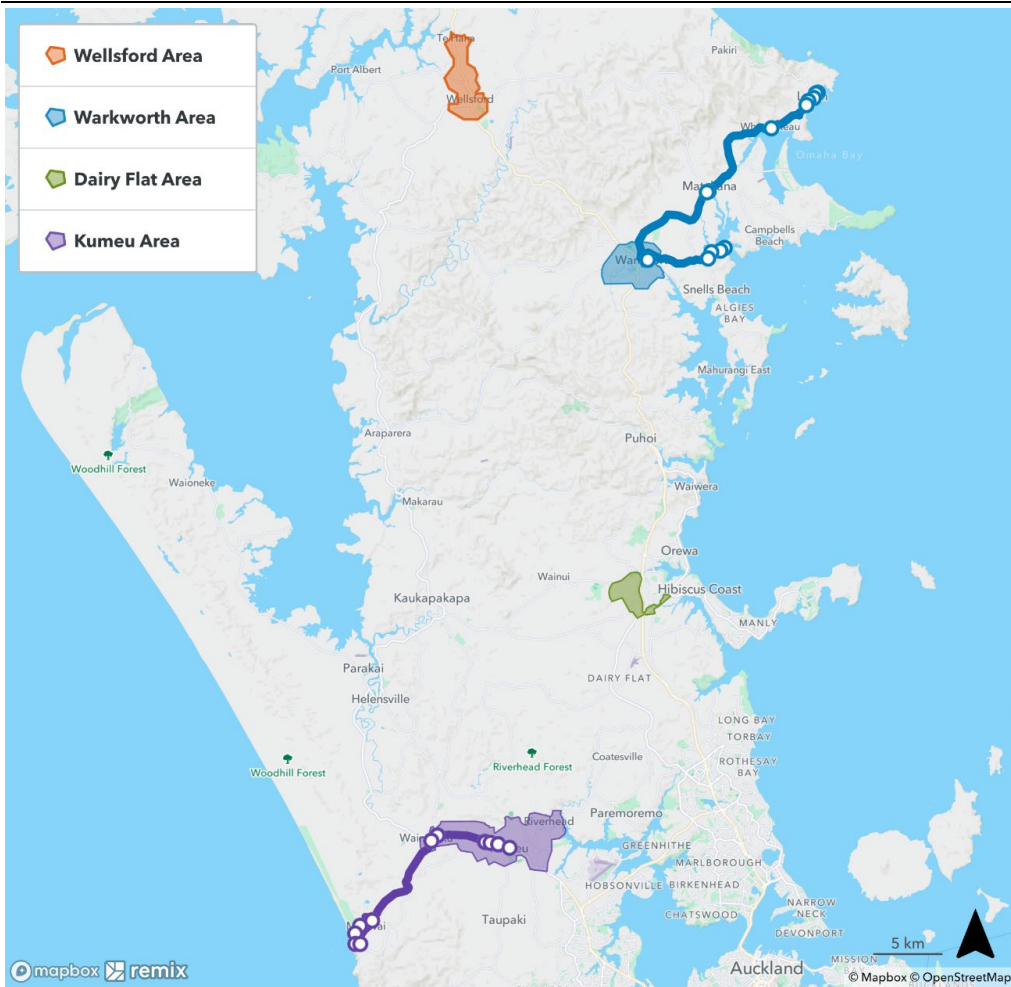 Wellsford Area
Warkworth Area
Dairy Flat Area
Kumeu Area
Pakiri
Port Albert
Wellsford
Omaha Bay
Campbells
Beach
Snells Beach
ALGIES
BAY
Mahurangi East
Araparera
Puhoi
Woodhill Forest
Waioneke
Waiwera
Makarau
Orewa
Wainui
Hibiscus Coast
Kaukapakapa
MANLY
Parakai
DAIRY FLAT
Helensville
LONG BAY
TORBAY
Coatesville
ROTHESAY
BAY
Woodhill Forest
Riverhead Forest
Paremoremo
Riverhead
GREENHITHE
MARLBOROUGH
HOBSONVILLE
BIRKENHEAD
NARROW
NECK
CHATSWOOD
Taupaki
DEVONPORT
5 km
MISSION
BAY
Auckland
mapbox remix
© Mapbox © OpenStreetMap